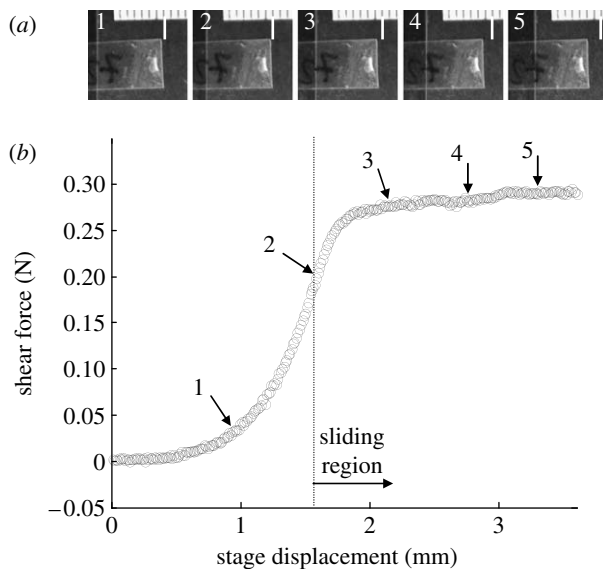 (a)
1 2 3 4 5
(b)
0.30
0.25
0.20
0.15
0.10
0.05
0
−0.05
shear force (N)
1
2
3
4
5
sliding
region
0 1 2 3
stage displacement (mm)